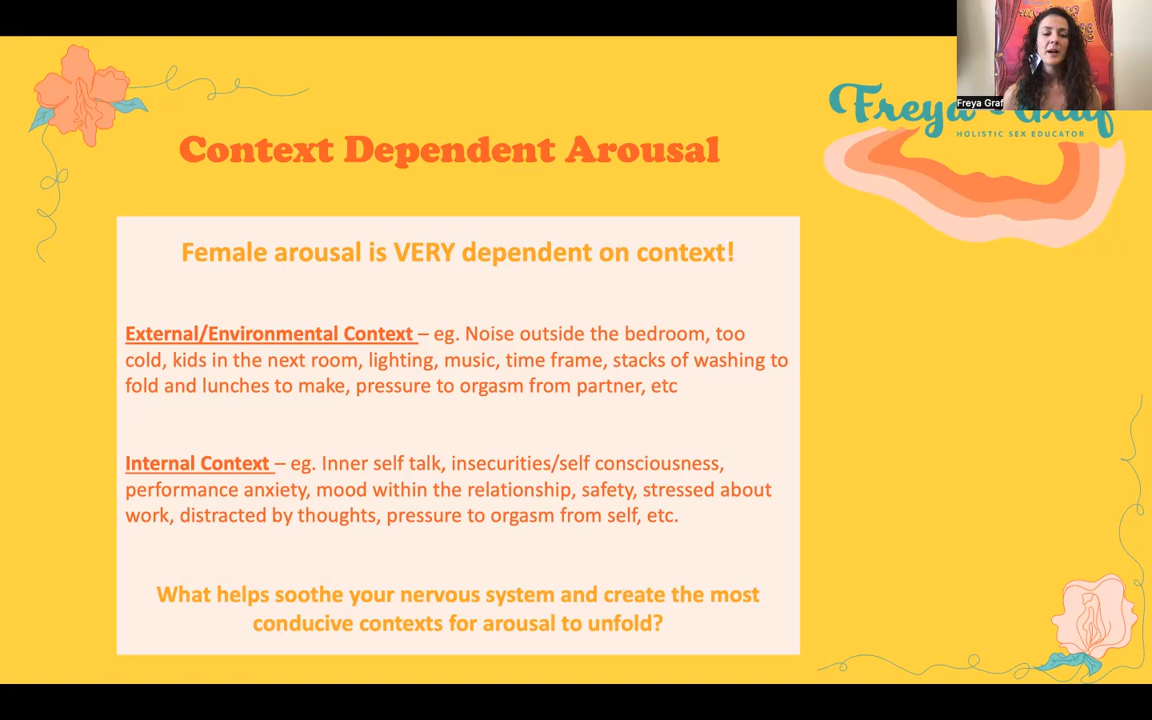 Freya Graf
Freya Graf
HOLISTIC SEX EDUCATOR
Context Dependent Arousal
Female arousal is VERY dependent on context!
External/Environmental Context – eg. Noise outside the bedroom, too
cold, kids in the next room, lighting, music, time frame, stacks of washing to
fold and lunches to make, pressure to orgasm from partner, etc
Internal Context – eg. Inner self talk, insecurities/self consciousness,
performance anxiety, mood within the relationship, safety, stressed about
work, distracted by thoughts, pressure to orgasm from self, etc.
What helps soothe your nervous system and create the most
conducive contexts for arousal to unfold?